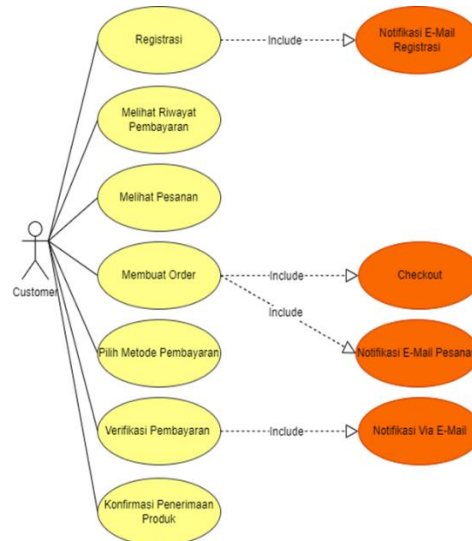 Registrasi
Include
Notifikasi E-Mail
Registrasi
Melihat Riwayat
Pembayaran
Melihat Pesanan
Customer
Membuat Order
Include
Checkout
Include
Pilih Metode Pembayaran
Notifikasi E-Mail Pesanan
Verifikasi Pembayaran
Include
Notifikasi Via E-Mail
Konfirmasi Penerimaan
Produk